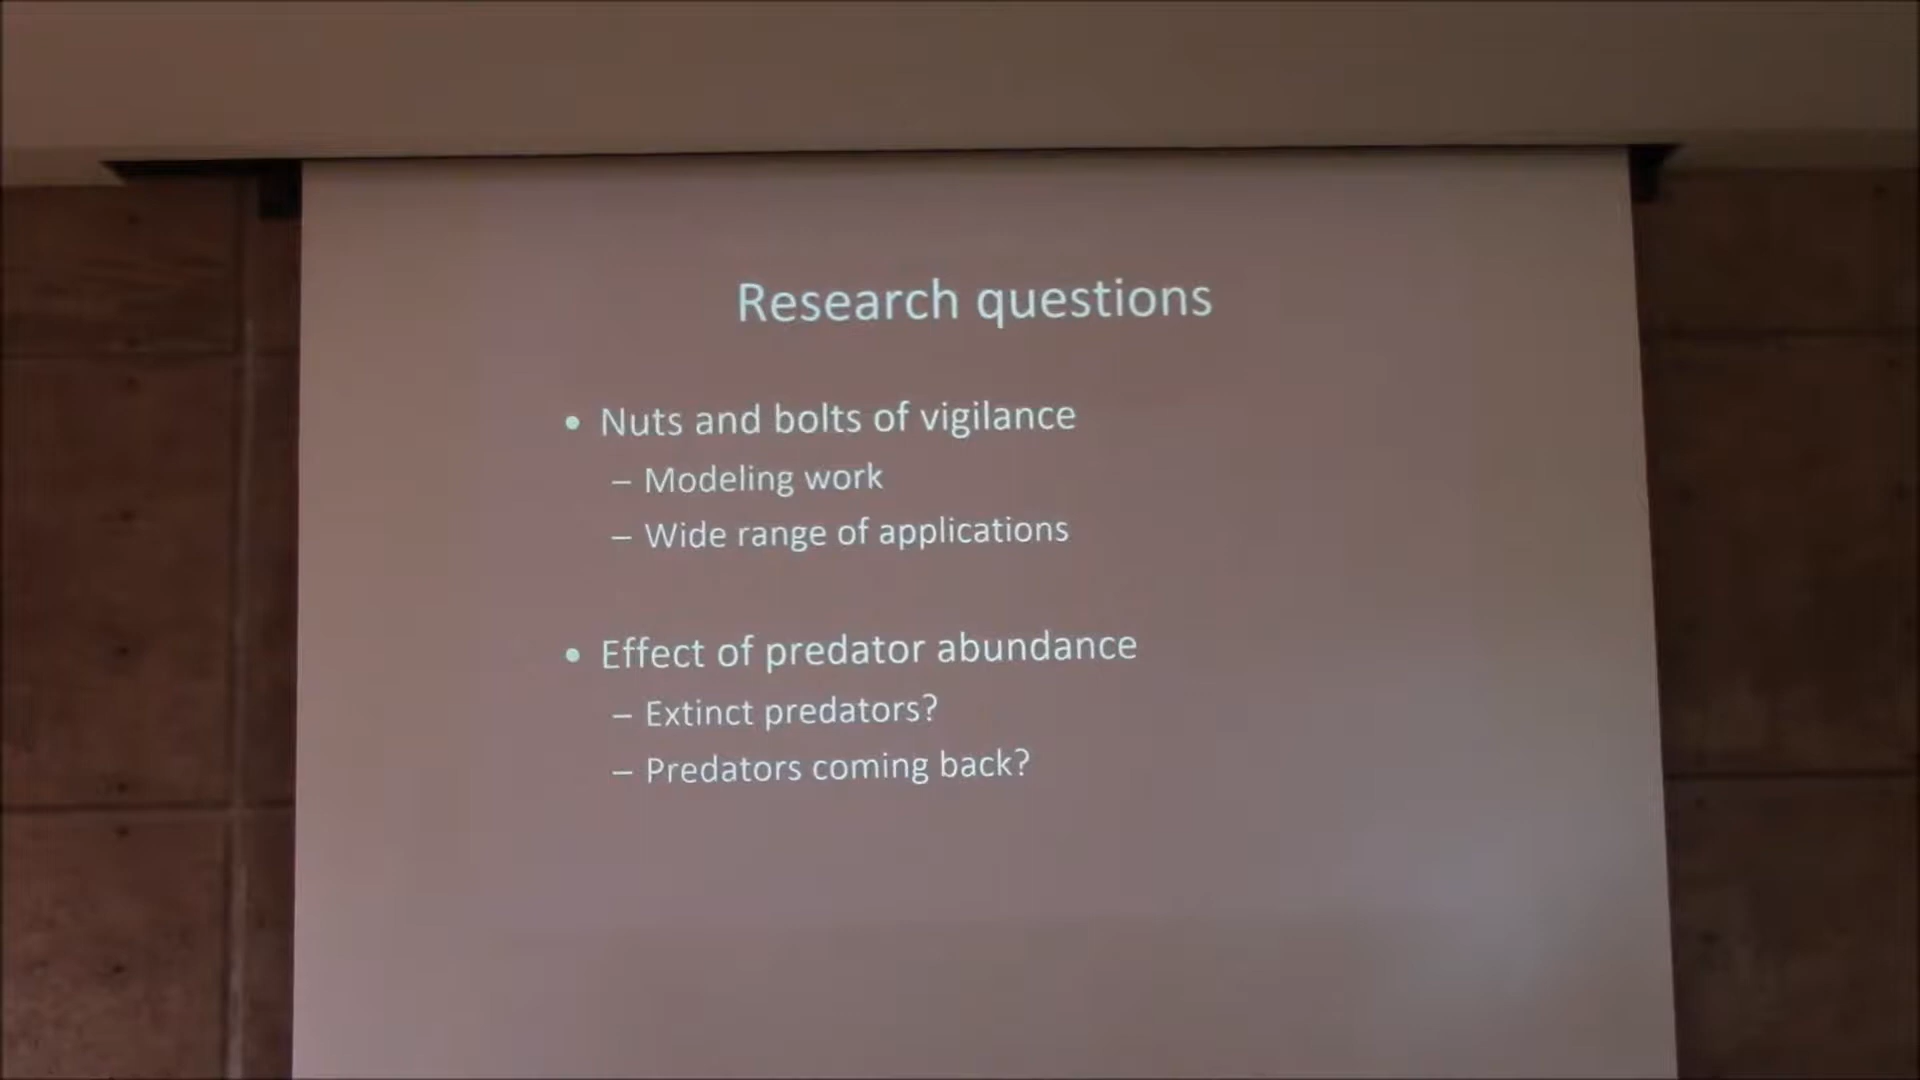 Research questions
• Nuts and bolts of vigilance
– Modeling work
– Wide range of applications
• Effect of predator abundance
– Extinct predators?
– Predators coming back?